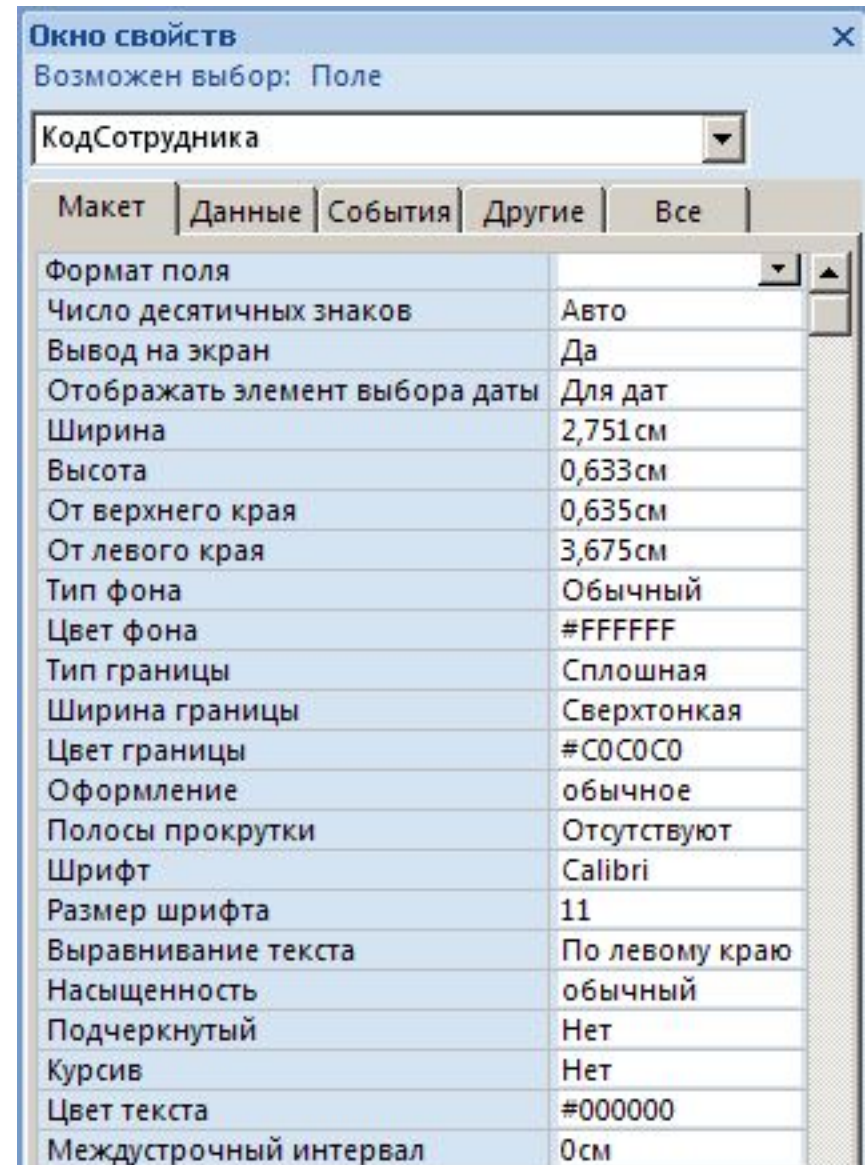 Окно свойств
Возможен выбор: Поле
КодСотрудника
Макет Данные События Другие Все
Формат поля
Число десятичных знаков Авто
Вывод на экран Да
Отображать элемент выбора даты Для дат
Ширина 2,751см
Высота 0,633см
От верхнего края 0,635см
От левого края 3,675см
Тип фона Обычный
Цвет фона #FFFFFF
Тип границы Сплошная
Ширина границы Сверхтонкая
Цвет границы #C0C0C0
Оформление обычное
Полосы прокрутки Отсутствуют
Шрифт Calibri
Размер шрифта 11
Выравнивание текста По левому краю
Насыщенность обычный
Подчеркнутый Нет
Курсив Нет
Цвет текста #000000
Междустрочный интервал 0см